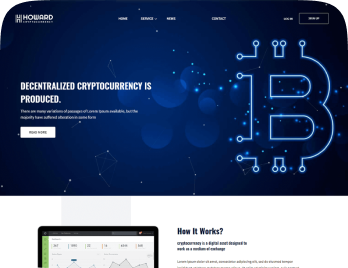 HOWARD
CRYPTOCURRENCY
HOME SERVICE NEWS CONTACT LOG IN SIGN UP
DECENTRALIZED CRYPTOCURRENCY IS
PRODUCED.
There are many variations of passages of Lorem Ipsum available, but the
majority have suffered alteration in some form
READ MORE
How It Works?
cryptocurrency is a digital asset designed to
work as a medium of exchange
Lorem ipsum dolor sit amet, consectetur adipiscing elit, sed do eiusmod